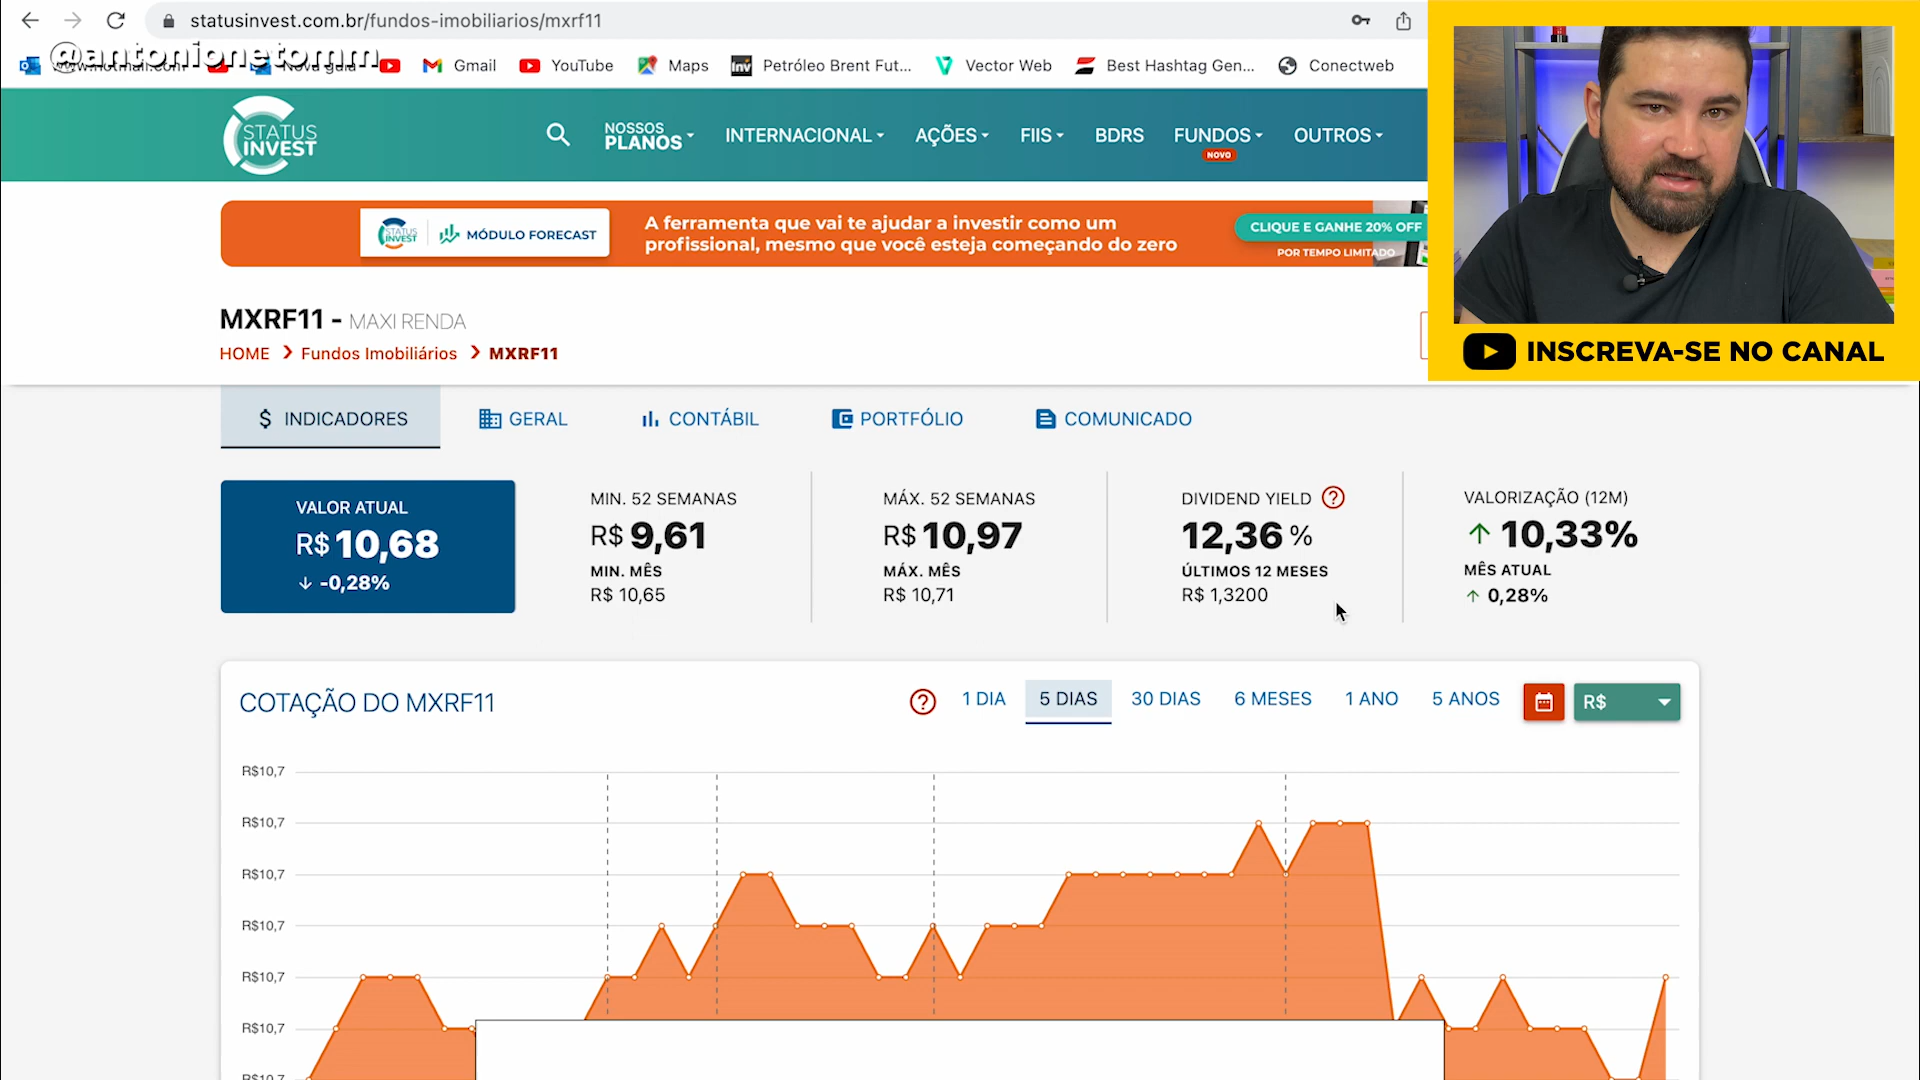 statusinvest.com.br/fundos-imobiliarios/mxrf11
@antonionetomm
Gmail
YouTube
Maps
Inv
Petróleo Brent Fut...
Vector Web
Best Hashtag Gen...
Conectweb
STATUS
INVEST
NOSSOS
PLANOS
INTERNACIONAL
AÇÕES
FIIS
BDRS
FUNDOS
NOVO
OUTROS
STATUS
INVEST
MÓDULO FORECAST
A ferramenta que vai te ajudar a investir como um
profissional, mesmo que você esteja começando do zero
CLIQUE E GANHE 20% OFF
POR TEMPO LIMITADO
INSCREVA-SE NO CANAL
MXRF11 - MAXI RENDA
HOME > Fundos Imobiliários > MXRF11
$ INDICADORES
GERAL
CONTÁBIL
PORTFÓLIO
COMUNICADO
VALOR ATUAL
R$ 10,68
↓ -0,28%
MIN. 52 SEMANAS
R$ 9,61
MIN. MÊS
R$ 10,65
MÁX. 52 SEMANAS
R$ 10,97
MÁX. MÊS
R$ 10,71
DIVIDEND YIELD ?
12,36 %
ÚLTIMOS 12 MESES
R$ 1,3200
VALORIZAÇÃO (12M)
↑ 10,33%
MÊS ATUAL
↑ 0,28%
COTAÇÃO DO MXRF11
?
1 DIA
5 DIAS
30 DIAS
6 MESES
1 ANO
5 ANOS
R$
R$10,7
R$10,7
R$10,7
R$10,7
R$10,7
R$10,7
R$10,7